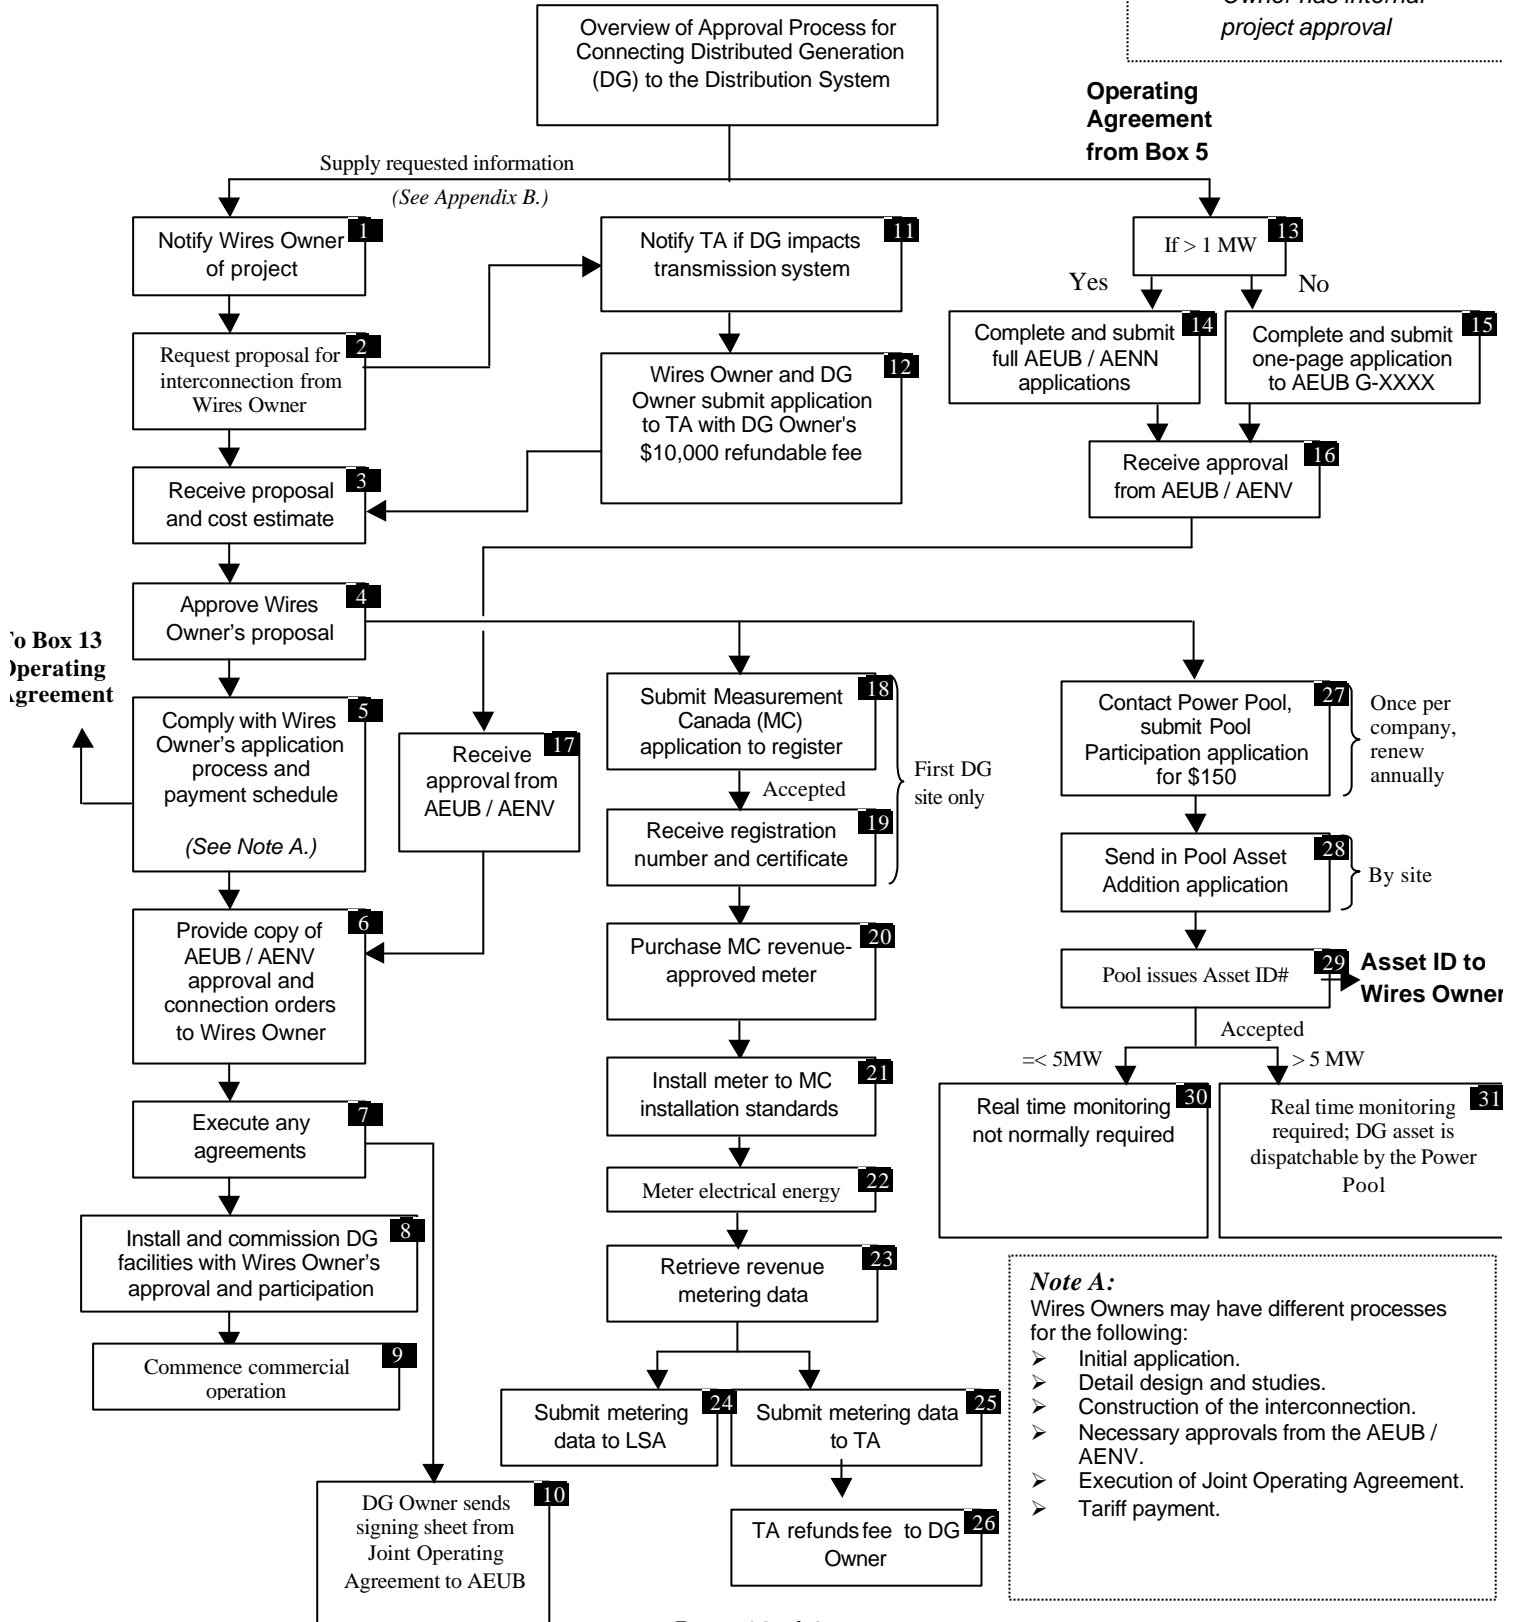 Owner has internal
project approval
Overview of Approval Process for
Connecting Distributed Generation
(DG) to the Distribution System
Operating
Agreement
from Box 5
Supply requested information
(See Appendix B.)
1
Notify Wires Owner
of project
2
Request proposal for
interconnection from
Wires Owner
3
Receive proposal
and cost estimate
4
Approve Wires
Owner's proposal
To Box 13
Operating
Agreement
5
Comply with Wires
Owner's application
process and
payment schedule
(See Note A.)
6
Provide copy of
AEUB / AENV
approval and
connection orders
to Wires Owner
7
Execute any
agreements
8
Install and commission DG
facilities with Wires Owner's
approval and participation
9
Commence commercial
operation
10
DG Owner sends
signing sheet from
Joint Operating
Agreement to AEUB
11
Notify TA if DG impacts
transmission system
12
Wires Owner and DG
Owner submit application
to TA with DG Owner's
$10,000 refundable fee
13
If > 1 MW
Yes
No
14
Complete and submit
full AEUB / AENN
applications
15
Complete and submit
one-page application
to AEUB G-XXXX
16
Receive approval
from AEUB / AENV
17
Receive
approval from
AEUB / AENV
18
Submit Measurement
Canada (MC)
application to register
Accepted
First DG
site only
19
Receive registration
number and certificate
20
Purchase MC revenue-
approved meter
21
Install meter to MC
installation standards
22
Meter electrical energy
23
Retrieve revenue
metering data
24
Submit metering
data to LSA
25
Submit metering data
to TA
26
TA refunds fee to DG
Owner
27
Contact Power Pool,
submit Pool
Participation application
for $150
Once per
company,
renew
annually
28
Send in Pool Asset
Addition application
By site
29
Pool issues Asset ID#
Asset ID to
Wires Owner
Accepted
=< 5MW
> 5 MW
30
Real time monitoring
not normally required
31
Real time monitoring
required; DG asset is
dispatchable by the Power
Pool
Note A:
Wires Owners may have different processes
for the following:
➢ Initial application.
➢ Detail design and studies.
➢ Construction of the interconnection.
➢ Necessary approvals from the AEUB /
AENV.
➢ Execution of Joint Operating Agreement.
➢ Tariff payment.